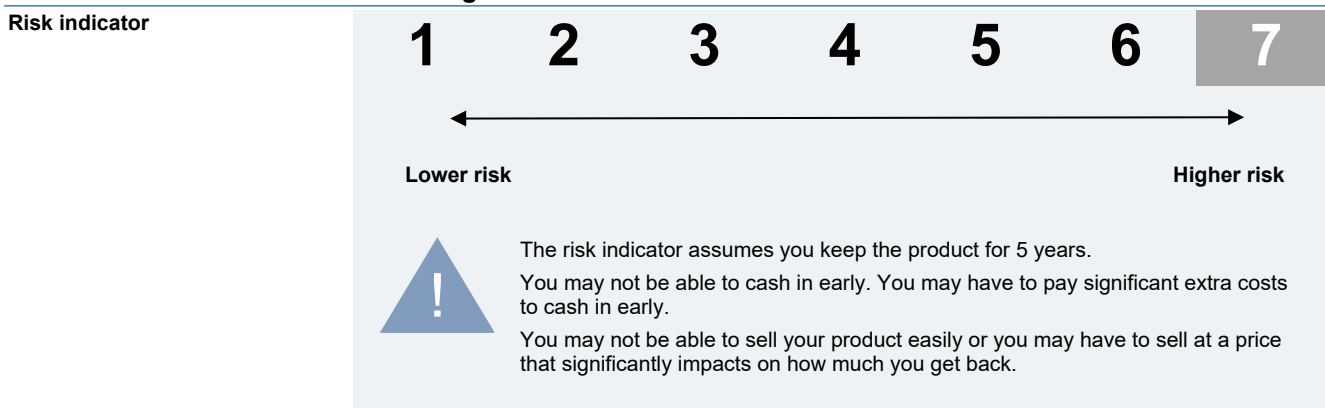 Risk indicator
1 2 3 4 5 6 7
Lower risk Higher risk
!
The risk indicator assumes you keep the product for 5 years.
You may not be able to cash in early. You may have to pay significant extra costs
to cash in early.
You may not be able to sell your product easily or you may have to sell at a price
that significantly impacts on how much you get back.